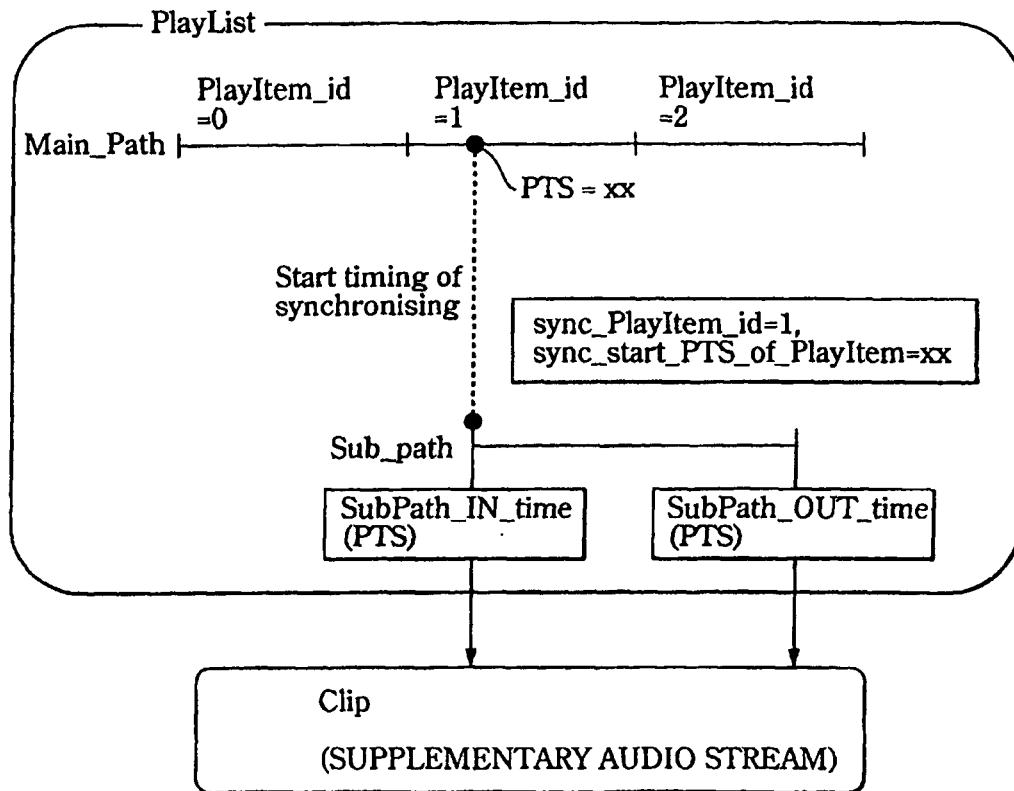 PlayList
PlayItem_id
=0
PlayItem_id
=1
PlayItem_id
=2
Main_Path
PTS = xx
Start timing of
synchronising
sync_PlayItem_id=1,
sync_start_PTS_of_PlayItem=xx
Sub_path
SubPath_IN_time
(PTS)
SubPath_OUT_time
(PTS)
Clip
(SUPPLEMENTARY AUDIO STREAM)